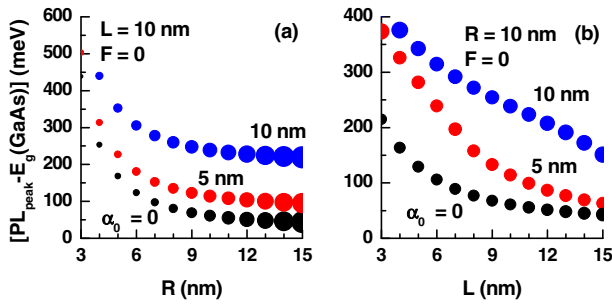 [PL_peak-E_g(GaAs)] (meV)
600
500
400
300
200
100
0
L = 10 nm
F = 0
(a)
10 nm
5 nm
α₀ = 0
3
6
9
12
15
R (nm)
400
300
200
100
0
R = 10 nm
F = 0
(b)
10 nm
5 nm
α₀ = 0
3
6
9
12
15
L (nm)